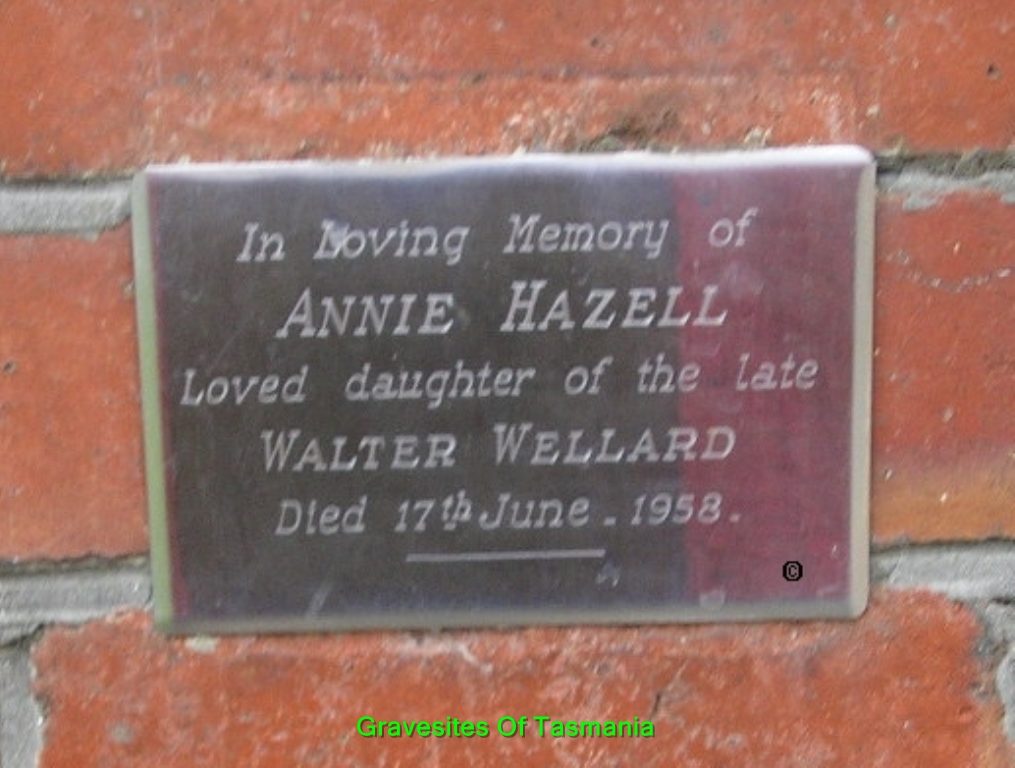 In Loving Memory of
ANNIE HAZELL
Loved daughter of the late
WALTER WELLARD
Died 17th June. 1958.
©
Gravesites Of Tasmania